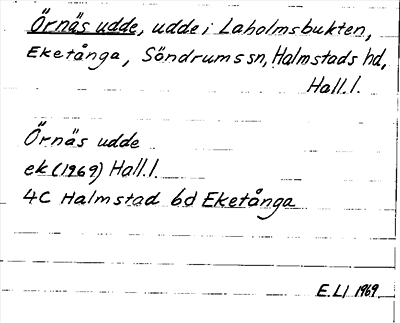 Örnäs udde, udde i Laholmsbukten,
Eketånga, Söndrums sn, Halmstads hd,
Hall.l.
Örnäs udde
ek (1969) Hall.l.
4C Halmstad 6d Eketånga
E.Lj 1969